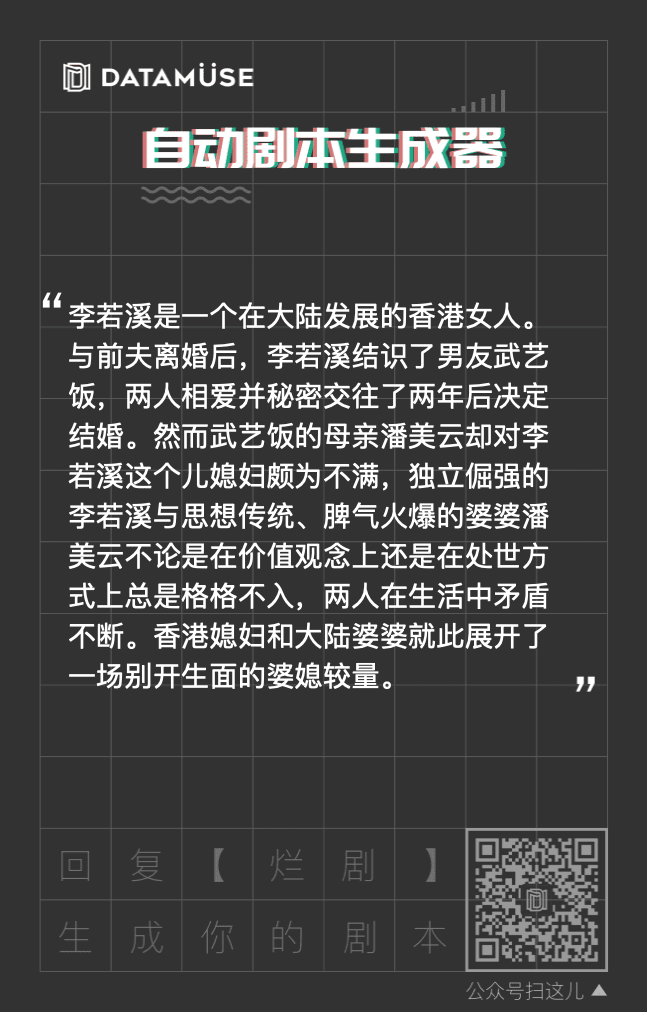 DATAMÜSE
自动剧本生成器
“李若溪是一个在大陆发展的香港女人。
与前夫离婚后，李若溪结识了男友武艺
饭，两人相爱并秘密交往了两年后决定
结婚。然而武艺饭的母亲潘美云却对李
若溪这个儿媳妇颇为不满，独立倔强的
李若溪与思想传统、脾气火爆的婆婆潘
美云不论是在价值观念上还是在处世方
式上总是格格不入，两人在生活中矛盾
不断。香港媳妇和大陆婆婆就此展开了
一场别开生面的婆媳较量。”
回复【烂剧】
生成你的剧本
公众号扫这儿▲